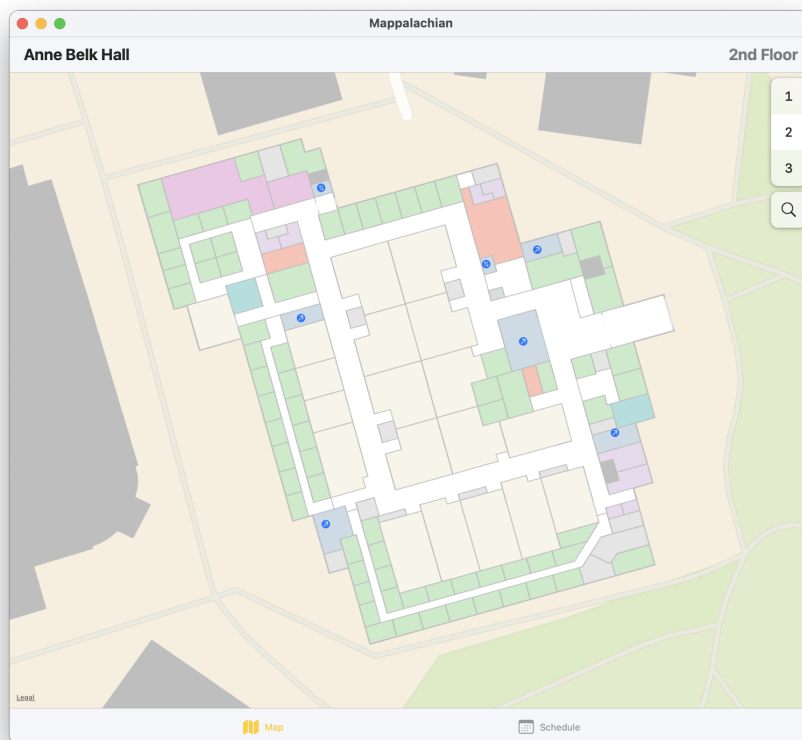 Mappalachian
Anne Belk Hall
2nd Floor
1
2
3
Legal
Map
Schedule